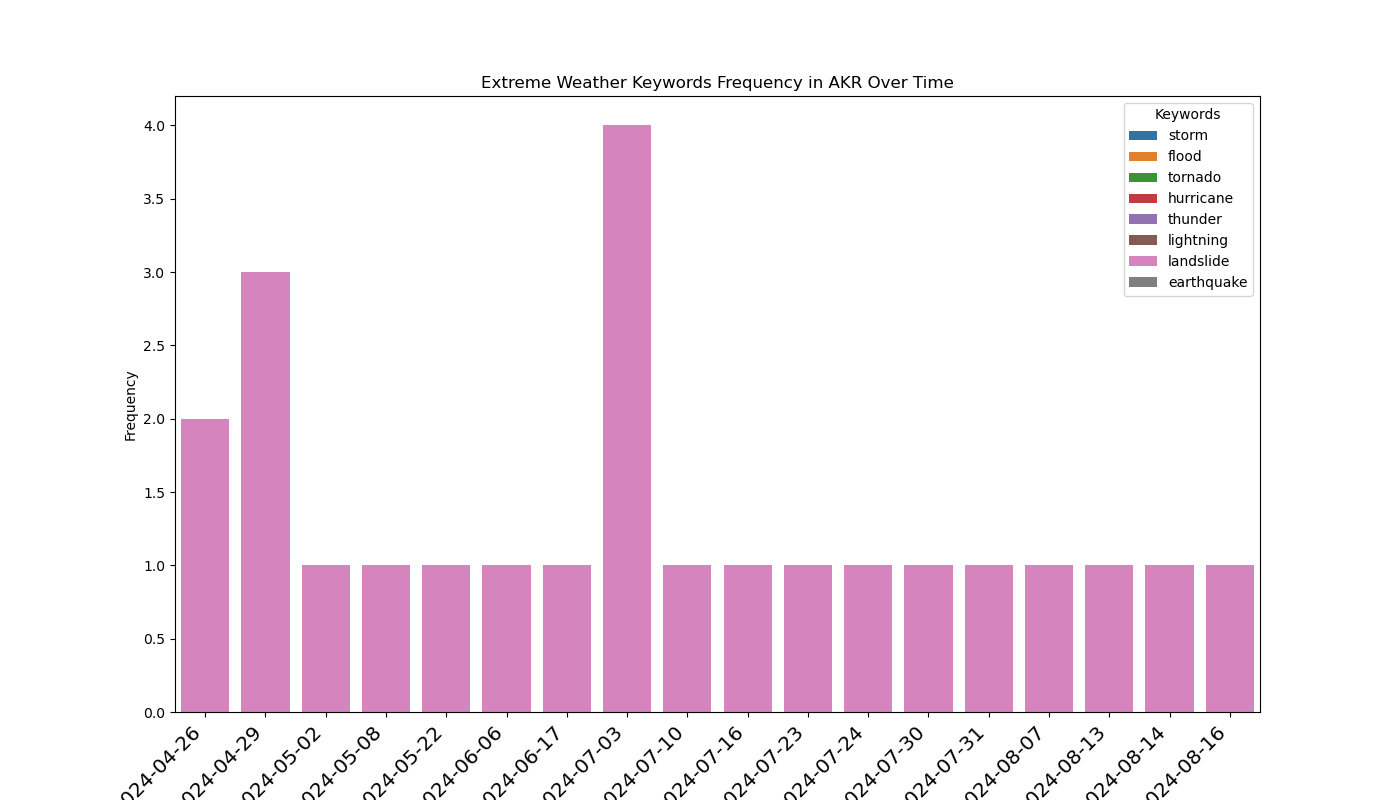 Extreme Weather Keywords Frequency in AKR Over Time
Keywords
storm
flood
tornado
hurricane
thunder
lightning
landslide
earthquake
4.0
3.5
3.0
2.5
2.0
1.5
1.0
0.5
0.0
Frequency
024-04-26
024-04-29
024-05-02
024-05-08
024-05-22
024-06-06
024-06-17
024-07-03
024-07-10
024-07-16
024-07-23
024-07-24
024-07-30
024-07-31
024-08-07
024-08-13
024-08-14
024-08-16